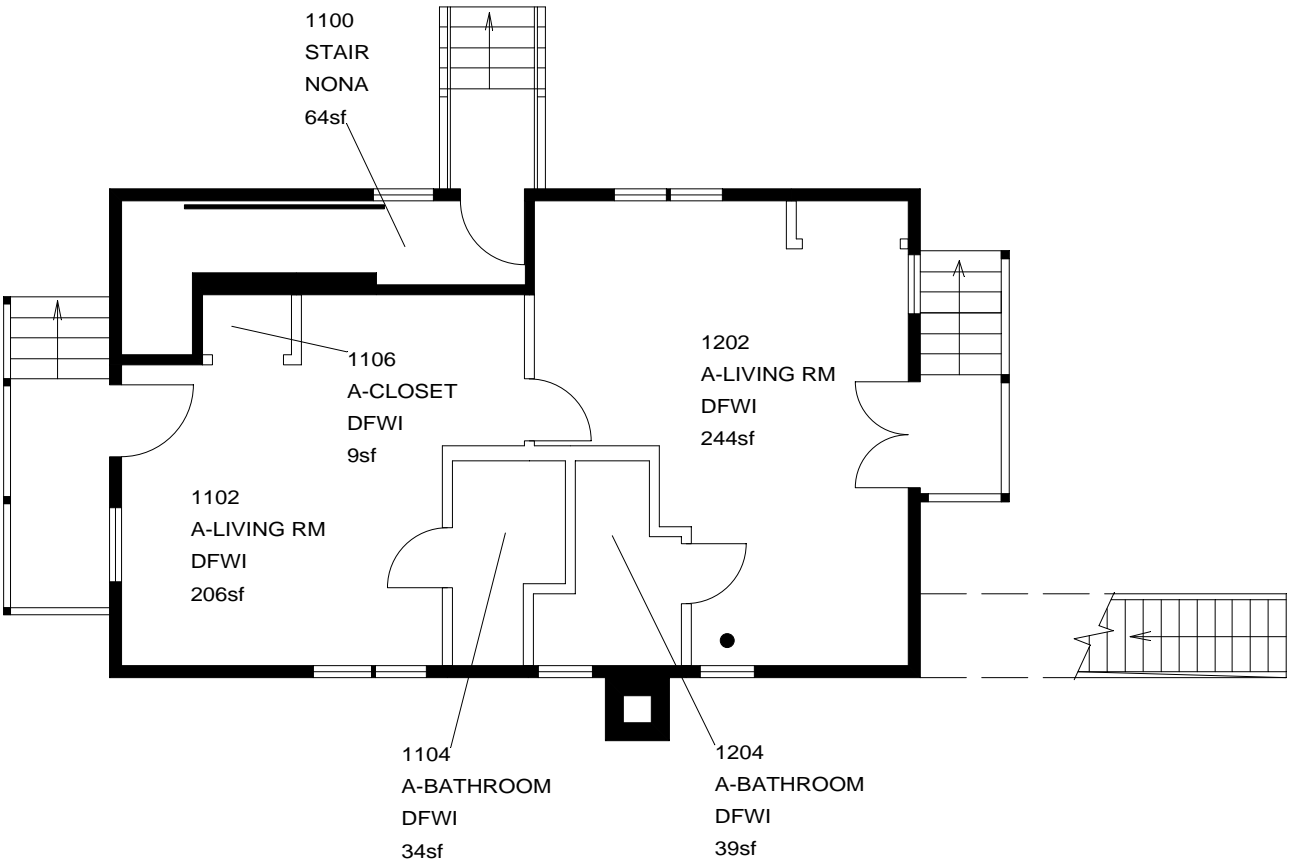 1100
STAIR
NONA
64sf
1106
A-CLOSET
DFWI
9sf
1202
A-LIVING RM
DFWI
244sf
1102
A-LIVING RM
DFWI
206sf
1104
A-BATHROOM
DFWI
34sf
1204
A-BATHROOM
DFWI
39sf